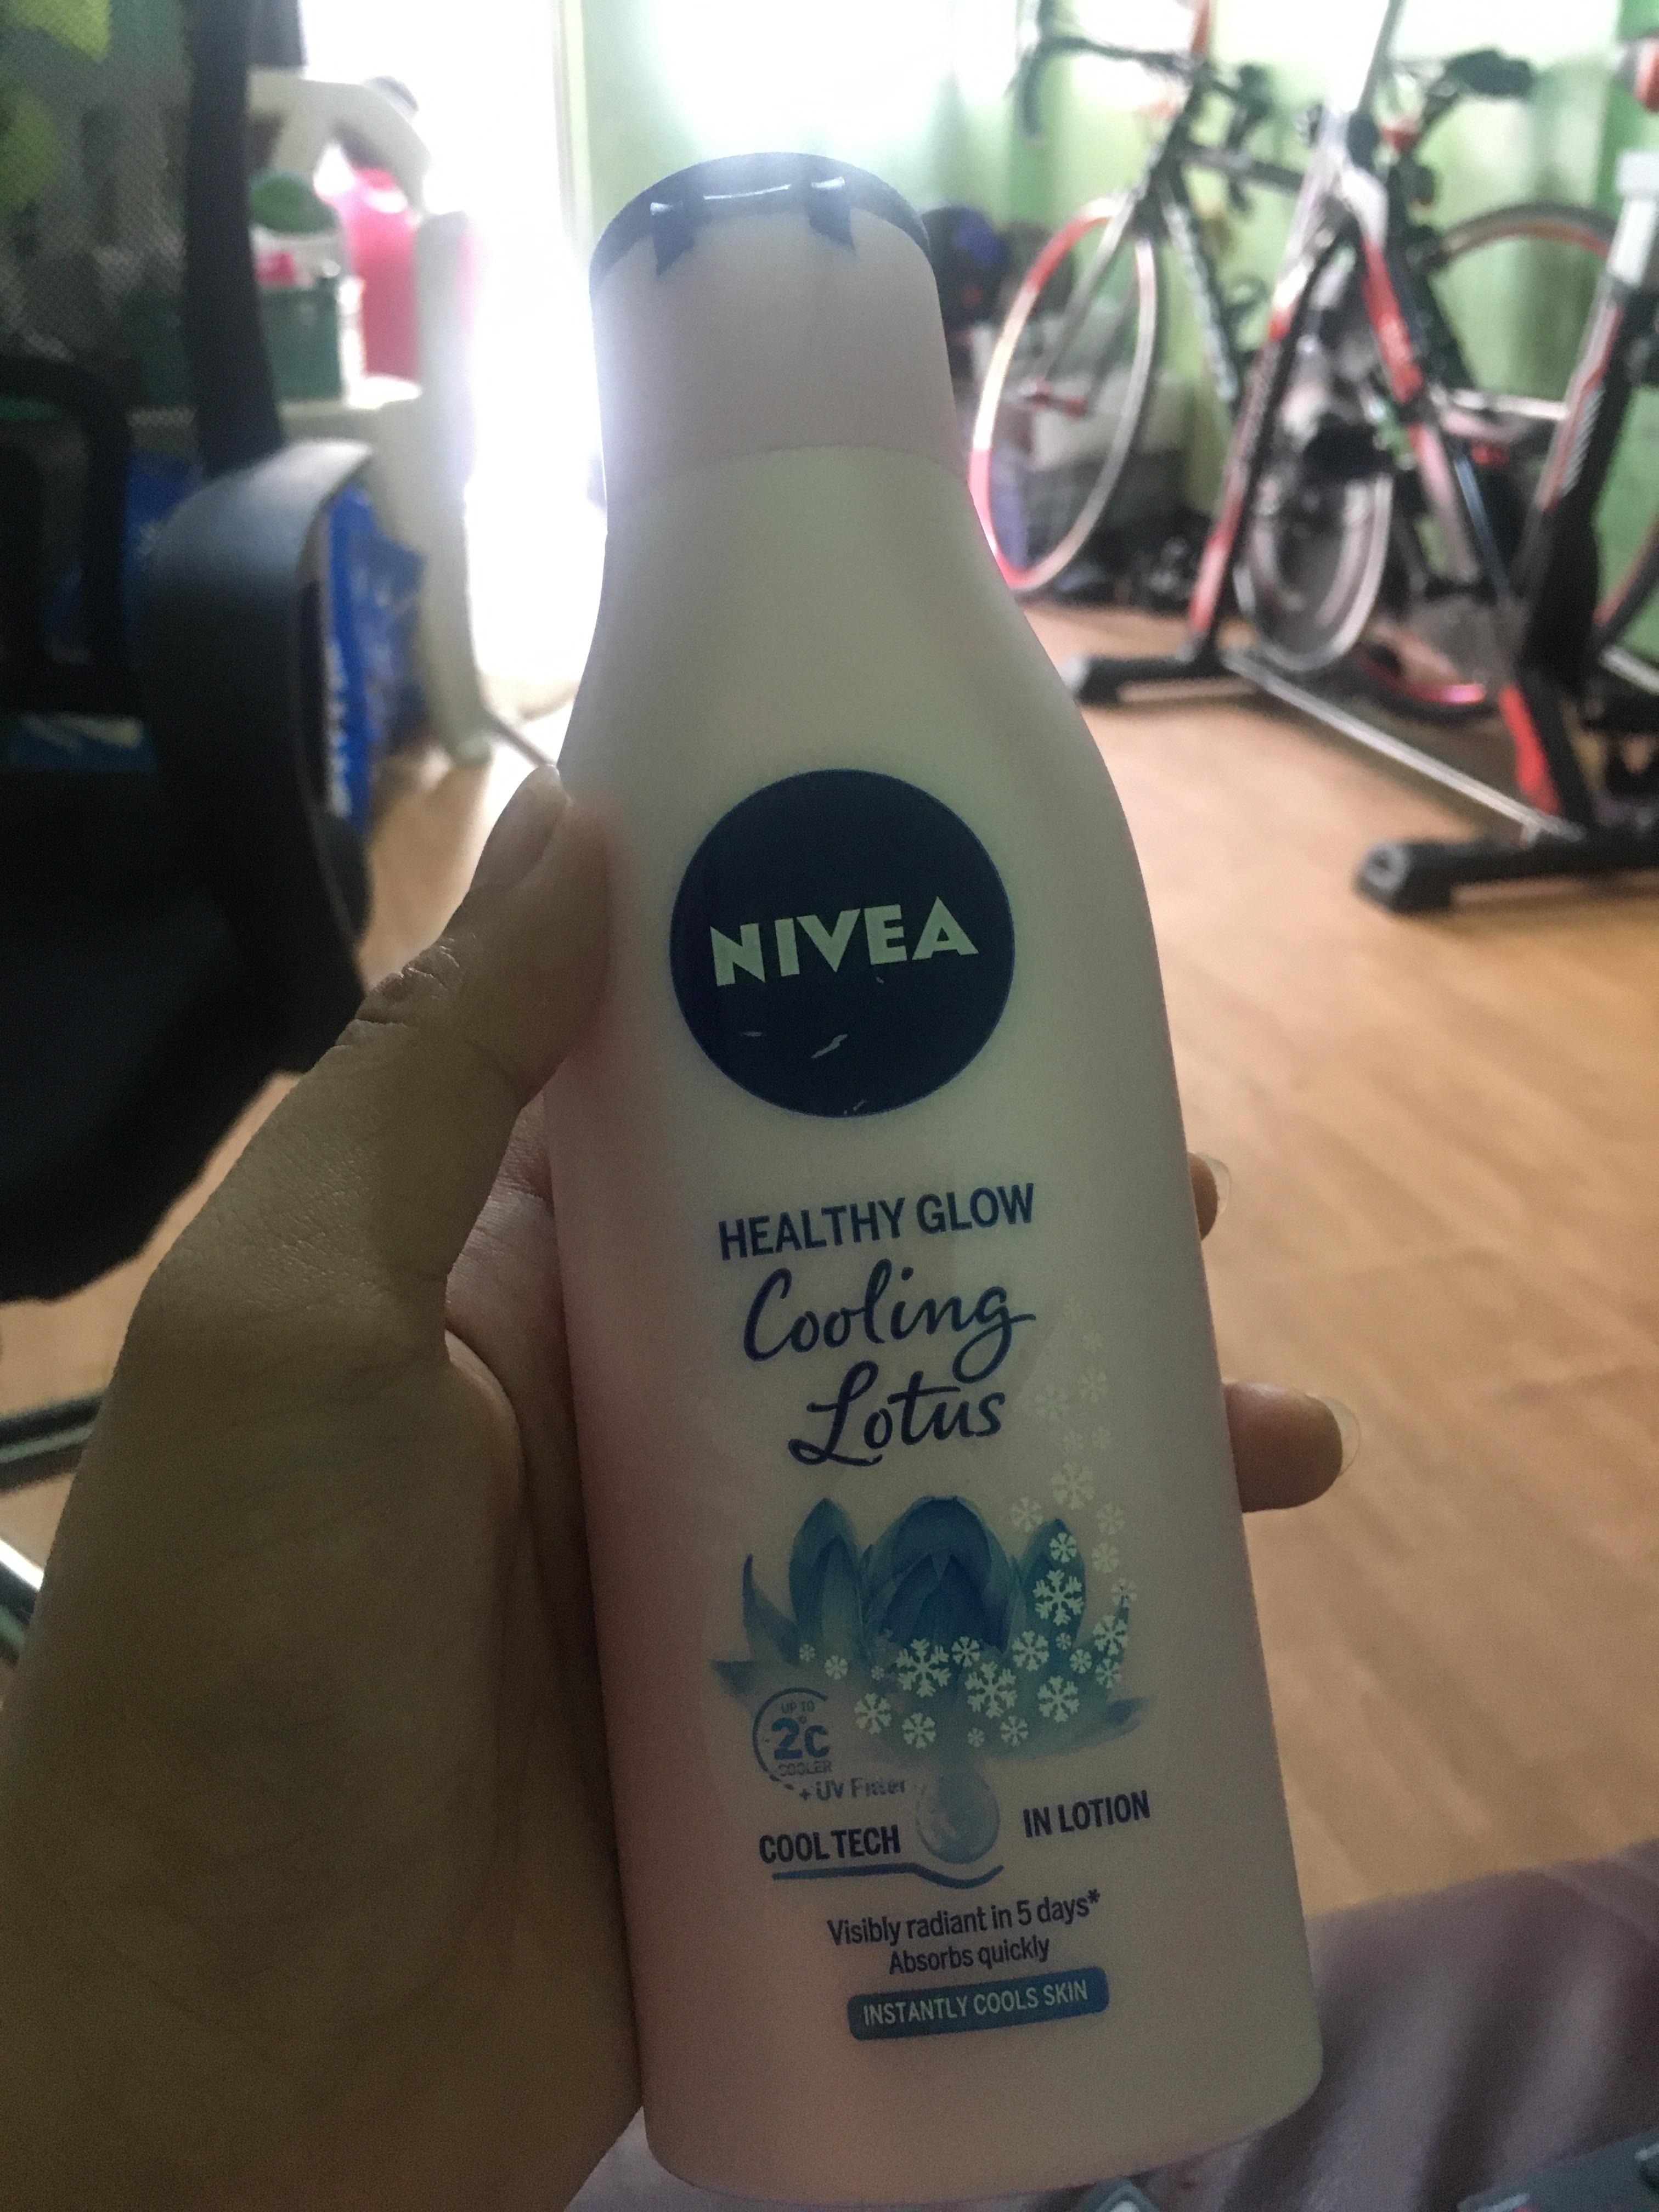 NIVEA
HEALTHY GLOW
Cooling
Lotus
UP TO
2°C
COOLER
+ UV Filter
COOL TECH
IN LOTION
Visibly radiant in 5 days*
Absorbs quickly
INSTANTLY COOLS SKIN